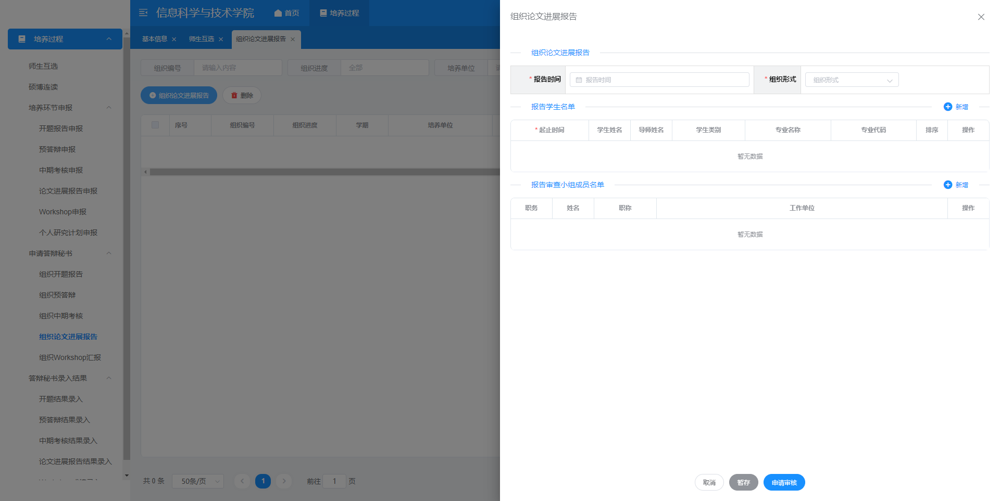 信息科学与技术学院
首页
培养过程
基本信息
师生互选
组织论文进展报告
培养过程
师生互选
硕博连读
培养环节申报
开题报告申报
预答辩申报
中期考核申报
论文进展报告申报
Workshop申报
个人研究计划申报
申请答辩秘书
组织开题报告
组织预答辩
组织中期考核
组织论文进展报告
组织Workshop汇报
答辩秘书录入结果
开题结果录入
预答辩结果录入
中期考核结果录入
论文进展报告结果录入
组织编号 请输入内容 组织进度 全部 培养单位
组织论文进展报告 删除
序号 组织编号 组织进度 学期 培养单位
共 0 条 50条/页 1 前往 1 页
组织论文进展报告
组织论文进展报告
* 报告时间 报告时间 * 组织形式 组织形式
报告学生名单 新增
* 起止时间 学生姓名 导师姓名 学生类别 专业名称 专业代码 排序 操作
暂无数据
报告审查小组成员名单 新增
职务 姓名 职称 工作单位 操作
暂无数据
取消 暂存 申请审核